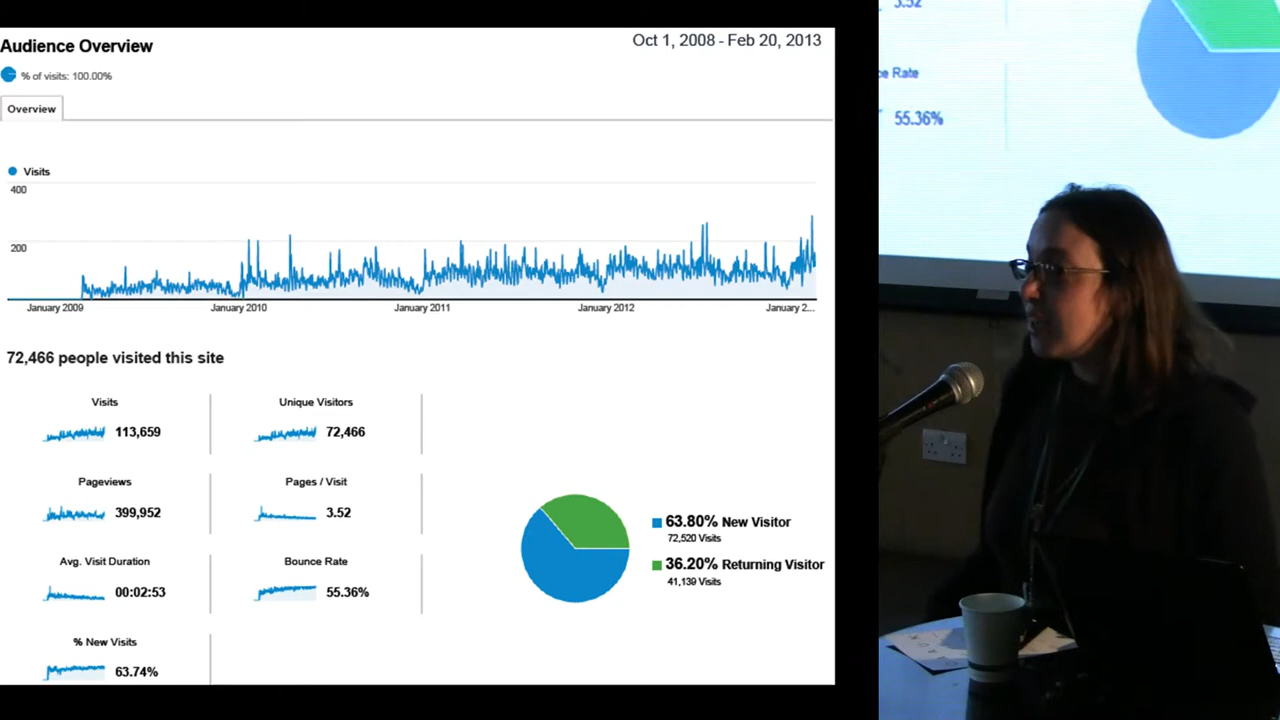 Audience Overview
Oct 1, 2008 - Feb 20, 2013
% of visits: 100.00%
Overview
Visits
400
200
January 2009
January 2010
January 2011
January 2012
January 2...
72,466 people visited this site
Visits
113,659
Unique Visitors
72,466
Pageviews
399,952
Pages / Visit
3.52
Avg. Visit Duration
00:02:53
Bounce Rate
55.36%
% New Visits
63.74%
63.80% New Visitor
72,520 Visits
36.20% Returning Visitor
41,139 Visits
3.52
ce Rate
55.36%